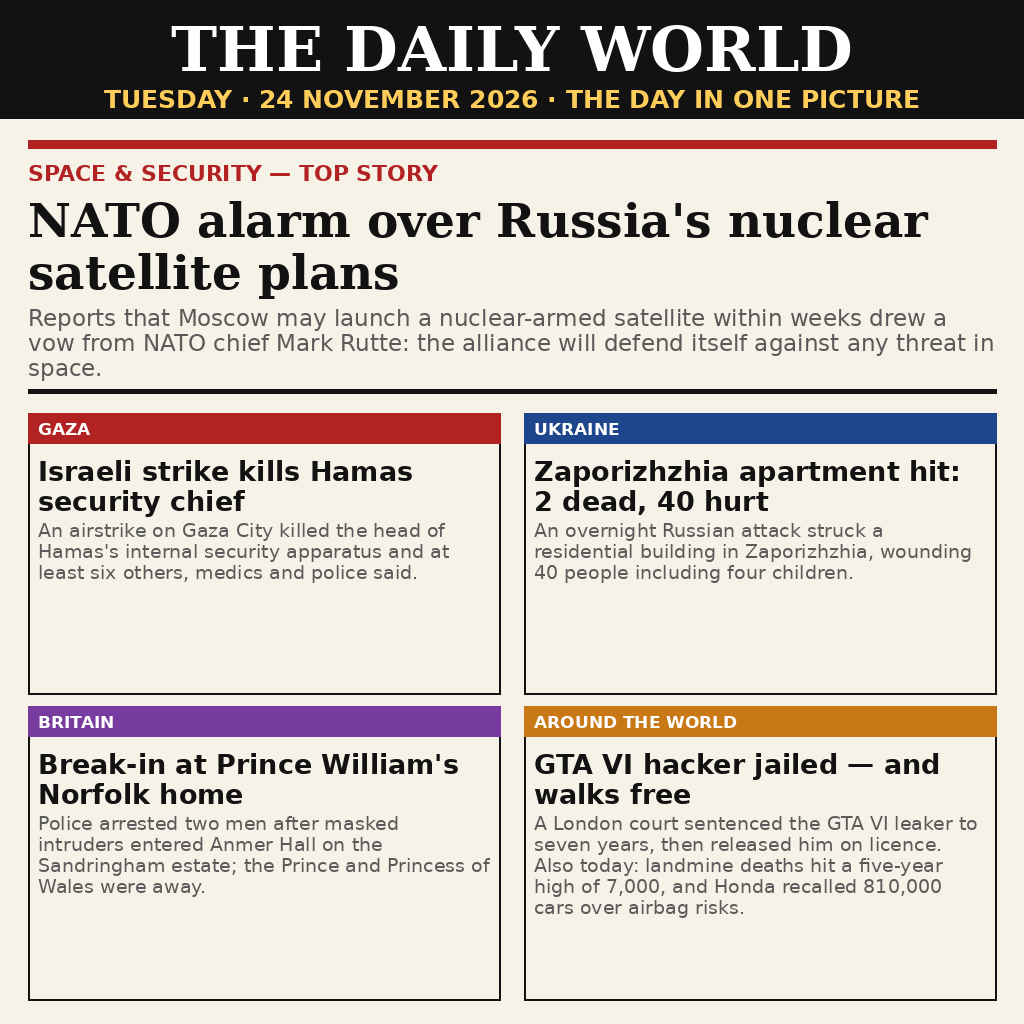 THE DAILY WORLD
TUESDAY · 24 NOVEMBER 2026 · THE DAY IN ONE PICTURE
SPACE & SECURITY — TOP STORY
NATO alarm over Russia's nuclear
satellite plans
Reports that Moscow may launch a nuclear-armed satellite within weeks drew a
vow from NATO chief Mark Rutte: the alliance will defend itself against any threat in
space.
GAZA
Israeli strike kills Hamas
security chief
An airstrike on Gaza City killed the head of
Hamas's internal security apparatus and at
least six others, medics and police said.
UKRAINE
Zaporizhzhia apartment hit:
2 dead, 40 hurt
An overnight Russian attack struck a
residential building in Zaporizhzhia, wounding
40 people including four children.
BRITAIN
Break-in at Prince William's
Norfolk home
Police arrested two men after masked
intruders entered Anmer Hall on the
Sandringham estate; the Prince and Princess of
Wales were away.
AROUND THE WORLD
GTA VI hacker jailed — and
walks free
A London court sentenced the GTA VI leaker to
seven years, then released him on licence.
Also today: landmine deaths hit a five-year
high of 7,000, and Honda recalled 810,000
cars over airbag risks.